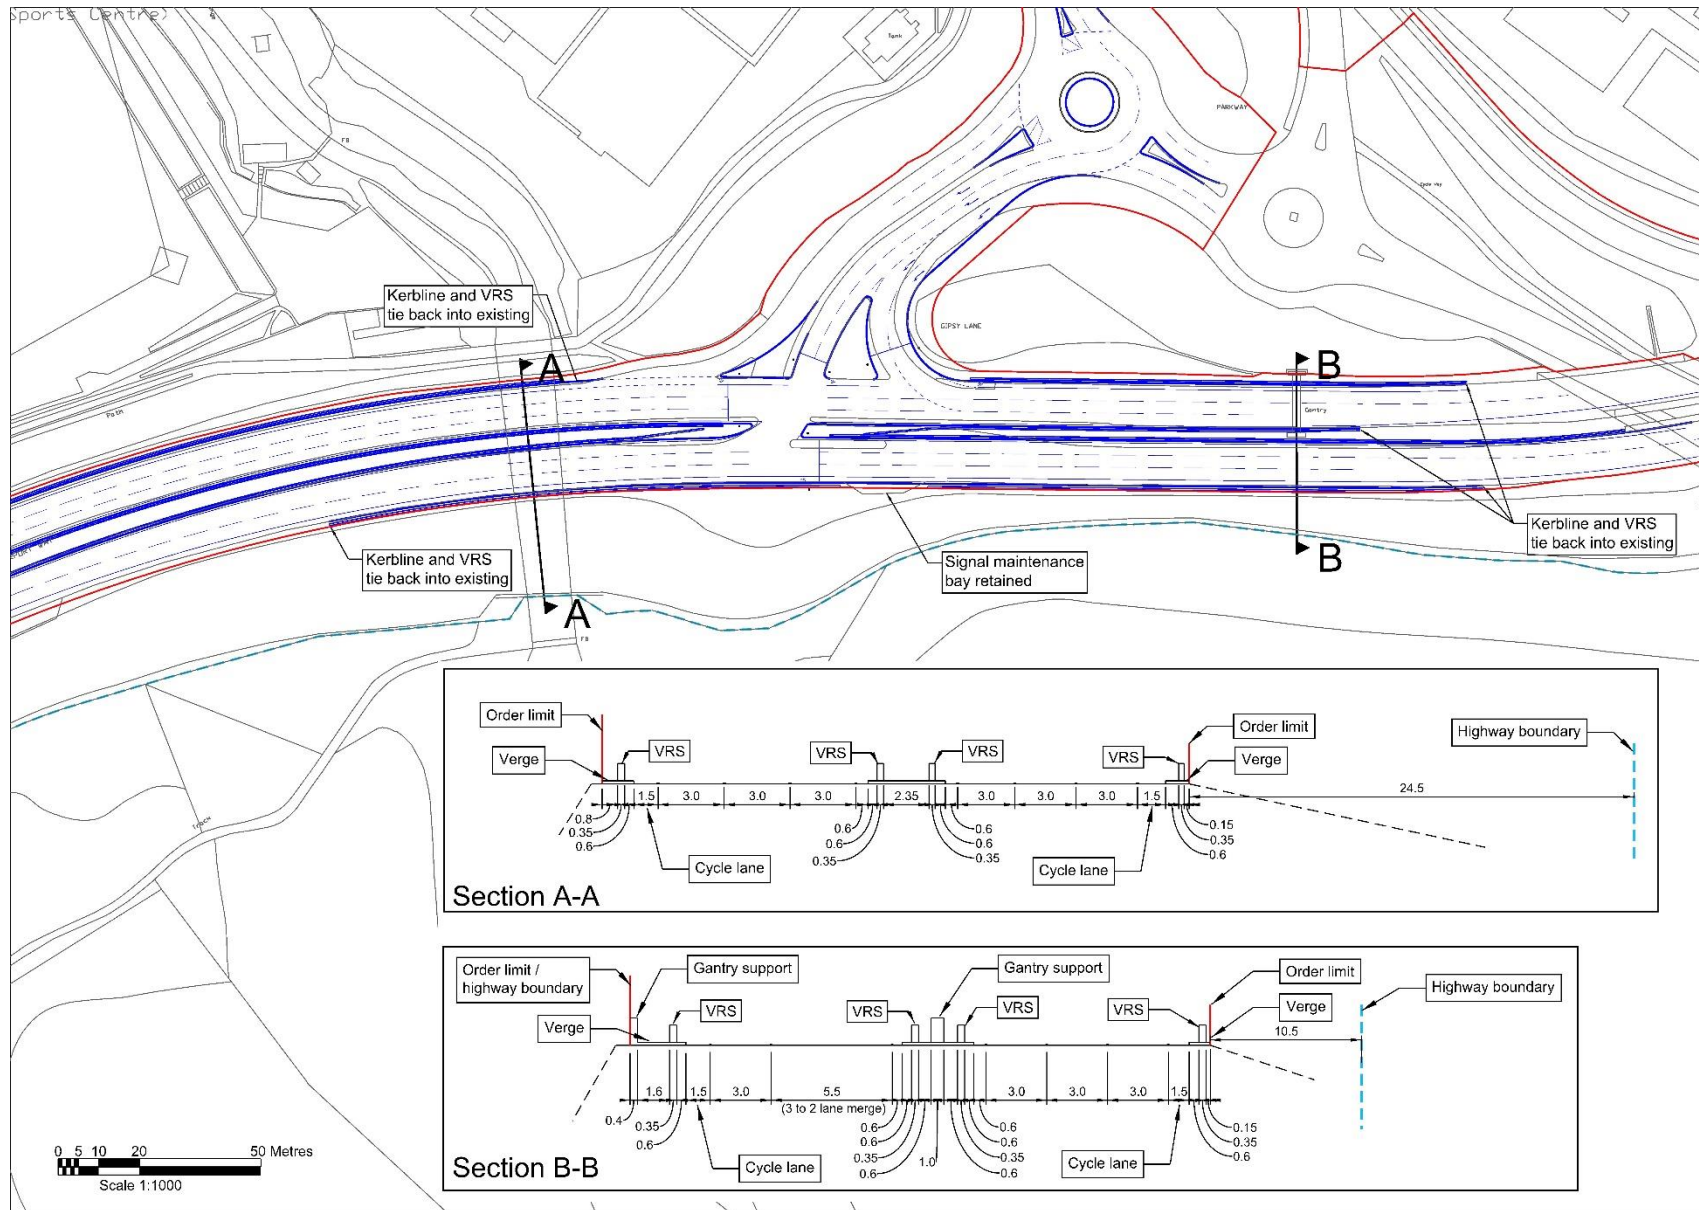 Sports Centre)
Tank
FB
PARKWAY
Cycle Way
Kerbline and VRS
tie back into existing
GIPSY LANE
A
B
Path
Gantry
Kerbline and VRS
tie back into existing
Signal maintenance
bay retained
Kerbline and VRS
tie back into existing
B
A
FB
Track
Order limit
VRS
Verge
VRS
VRS
VRS
Order limit
Verge
Highway boundary
1.5
3.0
3.0
3.0
2.35
3.0
3.0
3.0
1.5
24.5
0.8
0.35
0.6
0.6
0.6
0.35
0.6
0.6
0.35
0.15
0.35
0.6
Cycle lane
Cycle lane
Section A-A
Order limit /
highway boundary
Gantry support
VRS
Verge
VRS
Gantry support
VRS
VRS
Order limit
Verge
Highway boundary
10.5
1.6
1.5
3.0
5.5
(3 to 2 lane merge)
3.0
3.0
3.0
1.5
0.4
0.35
0.6
0.6
0.6
0.35
0.6
1.0
0.6
0.6
0.35
0.6
0.15
0.35
0.6
Cycle lane
Cycle lane
Section B-B
0 5 10 20 50 Metres
Scale 1:1000